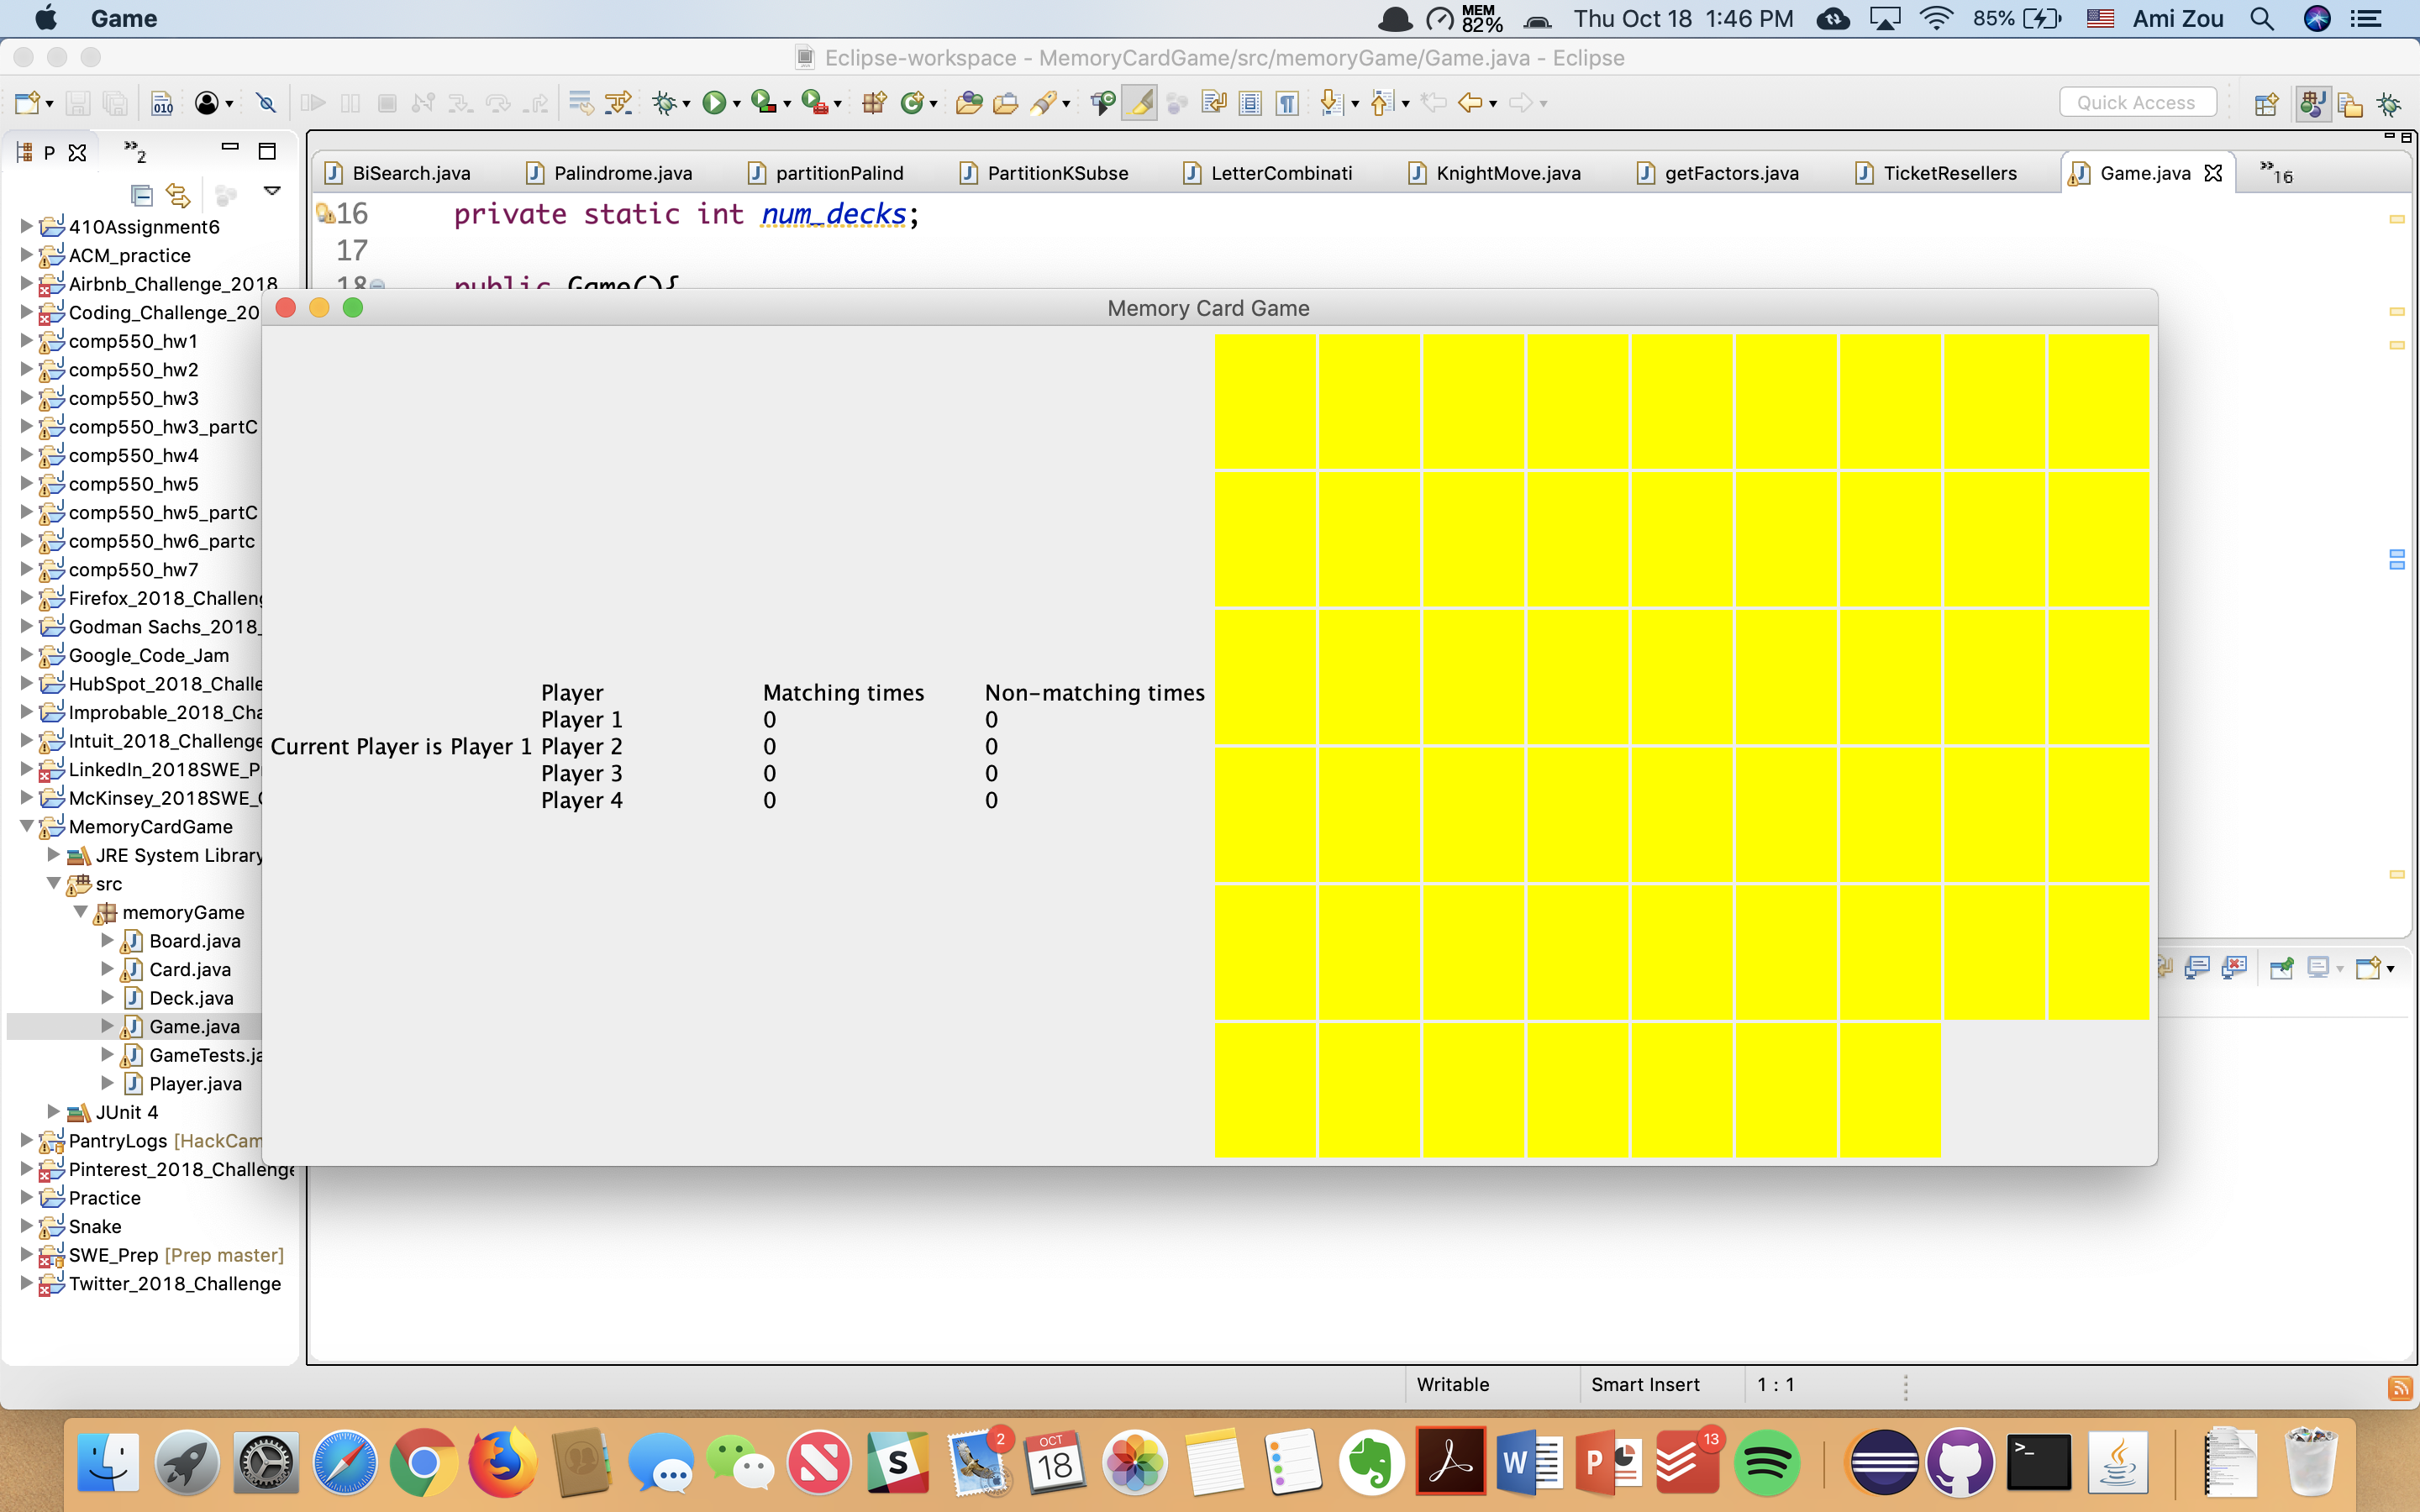 Game
MEM
82%
Thu Oct 18 1:46 PM
85%
Ami Zou
Eclipse-workspace - MemoryCardGame/src/memoryGame/Game.java - Eclipse
010
Quick Access
P
»2
BiSearch.java
Palindrome.java
partitionPalind
PartitionKSubse
LetterCombinati
KnightMove.java
getFactors.java
TicketResellers
Game.java
»16
16 private static int num_decks;
17
18 public Game(){
410Assignment6
ACM_practice
Airbnb_Challenge_2018
Coding_Challenge_20
comp550_hw1
comp550_hw2
comp550_hw3
comp550_hw3_partC
comp550_hw4
comp550_hw5
comp550_hw5_partC
comp550_hw6_partc
comp550_hw7
Firefox_2018_Challeng
Godman Sachs_2018_
Google_Code_Jam
HubSpot_2018_Challe
Improbable_2018_Cha
Intuit_2018_Challenge
LinkedIn_2018SWE_P
McKinsey_2018SWE_C
MemoryCardGame
JRE System Library
src
memoryGame
Board.java
Card.java
Deck.java
Game.java
GameTests.ja
Player.java
JUnit 4
PantryLogs [HackCam
Pinterest_2018_Challenge
Practice
Snake
SWE_Prep [Prep master]
Twitter_2018_Challenge
Memory Card Game
Player Matching times Non-matching times
Player 1 0 0
Current Player is Player 1 Player 2 0 0
Player 3 0 0
Player 4 0 0
Writable
Smart Insert
1 : 1
S
2
OCT
18
W
P
13
>_